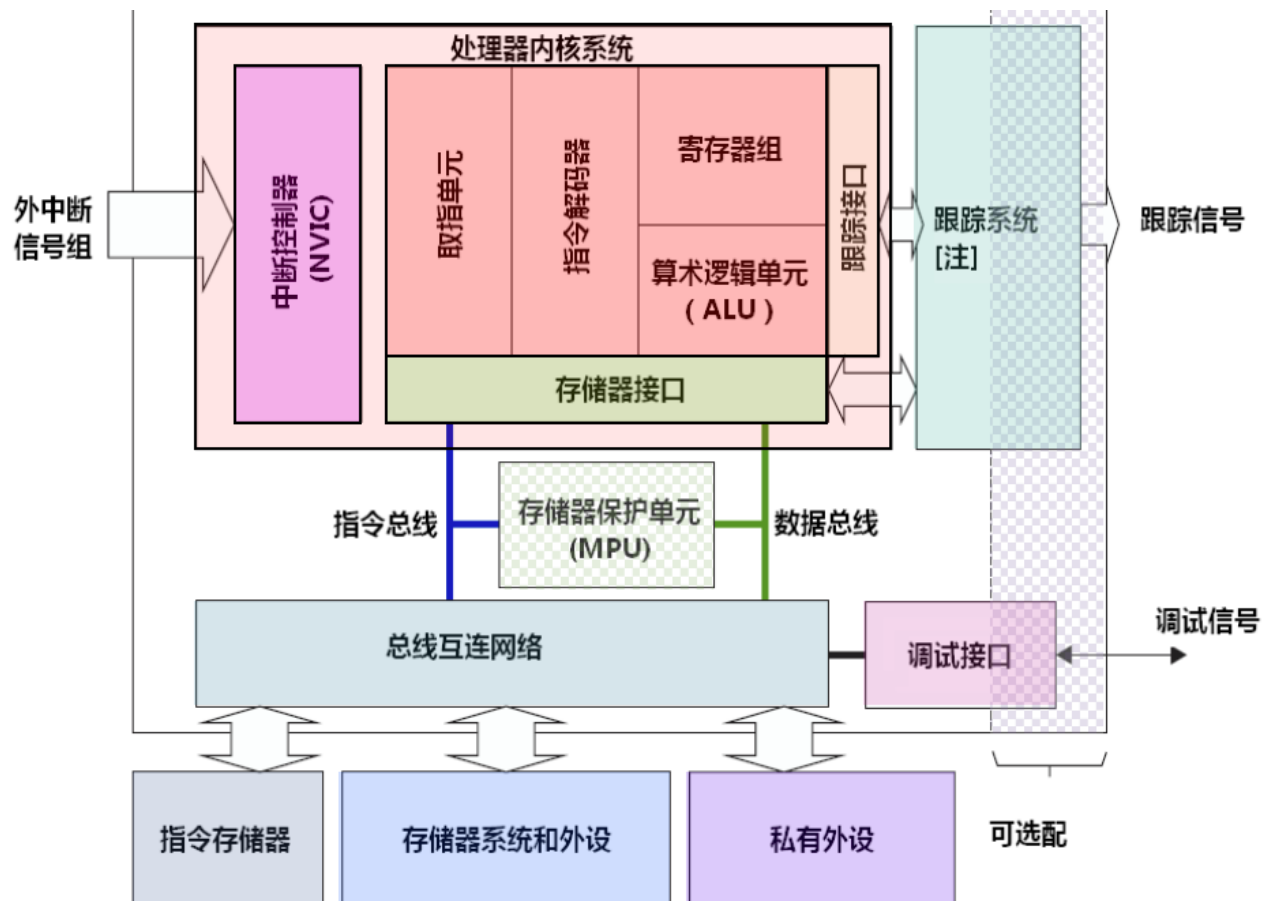 处理器内核系统
外中断
信号组
中断控制器
(NVIC)
取指单元
指令解码器
寄存器组
算术逻辑单元
( ALU )
跟踪接口
跟踪系统
[注]
跟踪信号
存储器接口
指令总线
存储器保护单元
(MPU)
数据总线
总线互连网络
调试接口
调试信号
指令存储器
存储器系统和外设
私有外设
可选配